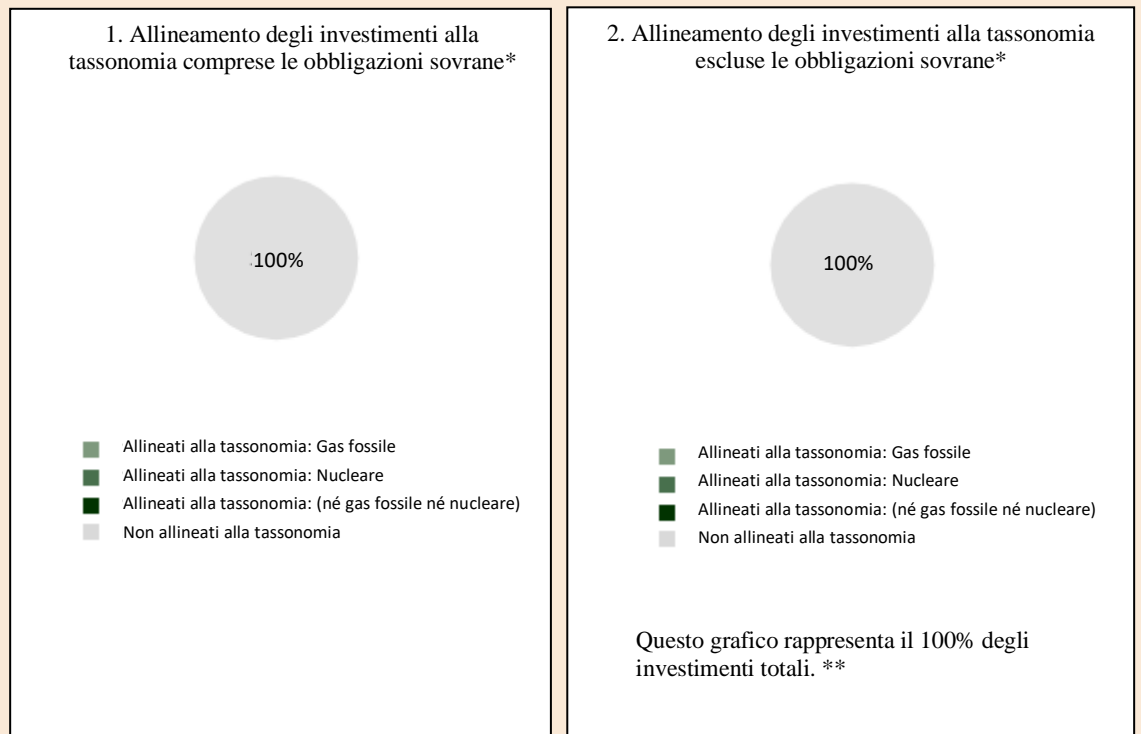 1. Allineamento degli investimenti alla
tassonomia comprese le obbligazioni sovrane*
100%
Allineati alla tassonomia: Gas fossile
Allineati alla tassonomia: Nucleare
Allineati alla tassonomia: (né gas fossile né nucleare)
Non allineati alla tassonomia
2. Allineamento degli investimenti alla tassonomia
escluse le obbligazioni sovrane*
100%
Allineati alla tassonomia: Gas fossile
Allineati alla tassonomia: Nucleare
Allineati alla tassonomia: (né gas fossile né nucleare)
Non allineati alla tassonomia
Questo grafico rappresenta il 100% degli
investimenti totali. **